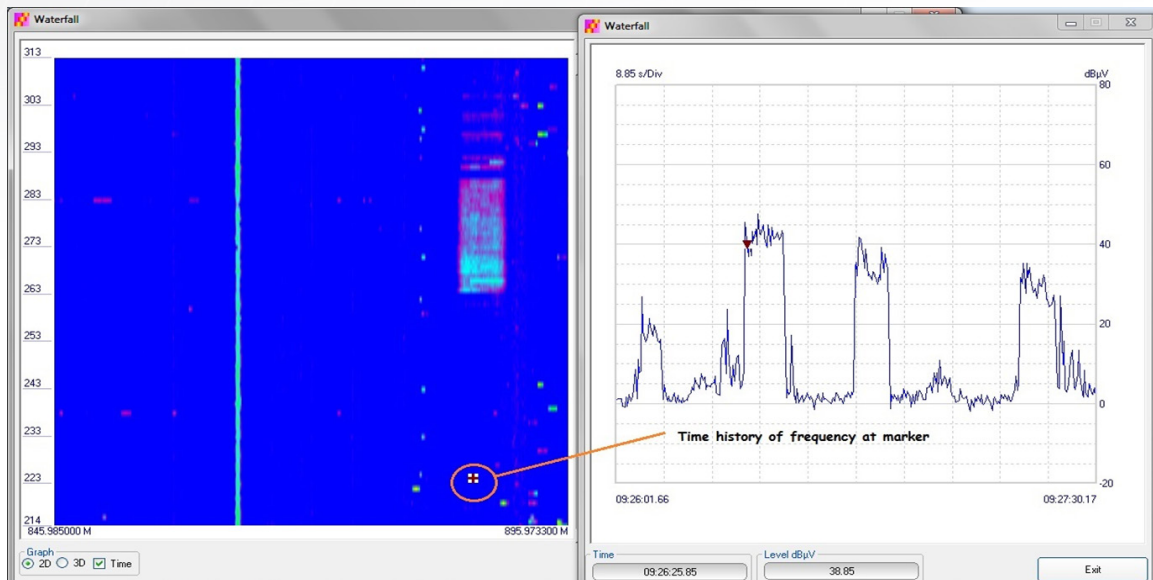 Waterfall
313
303
293
283
273
263
253
243
233
223
214
845.985000 M
895.973300 M
Graph
2D 3D Time
Waterfall
8.85 s/Div
dBµV
80
60
40
20
0
-20
Time history of frequency at marker
09:26:01.66
09:27:30.17
Time
09:26:25.85
Level dBµV
38.85
Exit